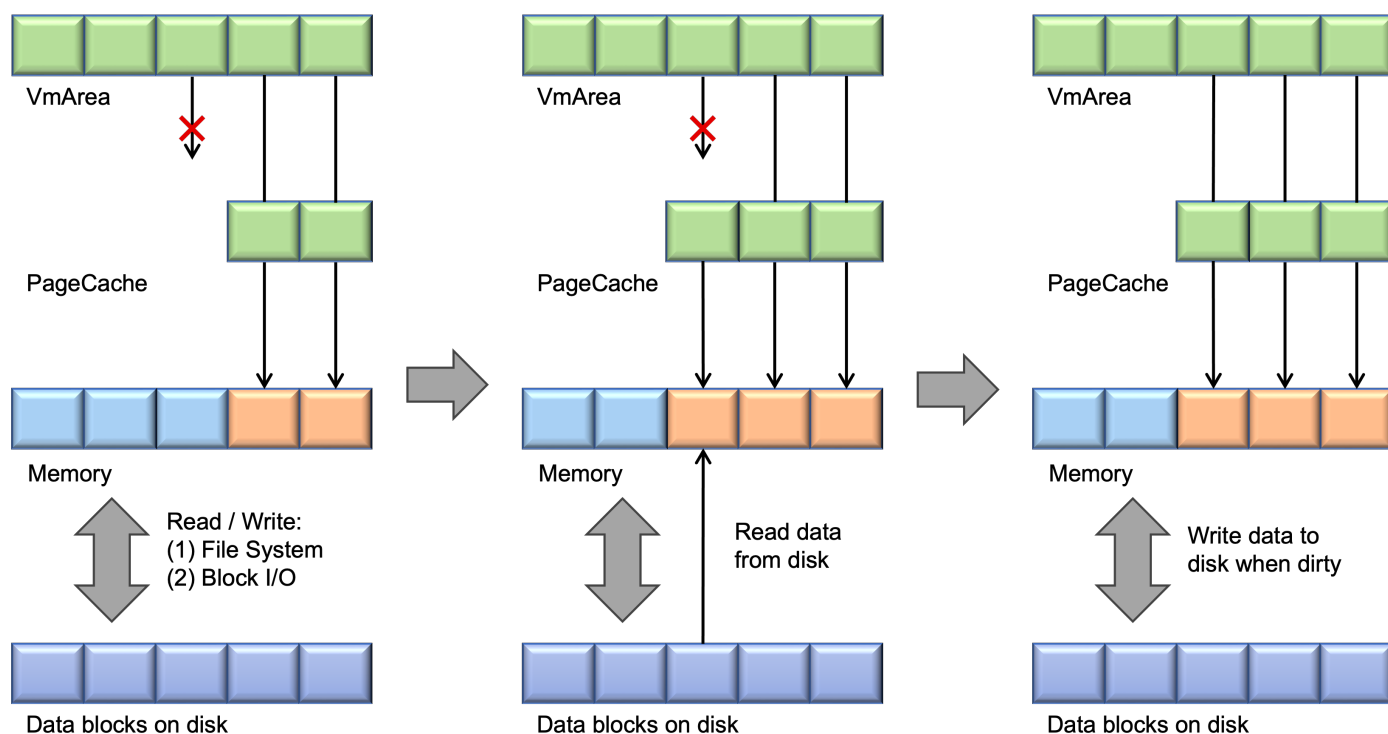 VmArea
PageCache
Memory
Read / Write:
(1) File System
(2) Block I/O
Data blocks on disk
VmArea
PageCache
Memory
Read data
from disk
Data blocks on disk
VmArea
PageCache
Memory
Write data to
disk when dirty
Data blocks on disk